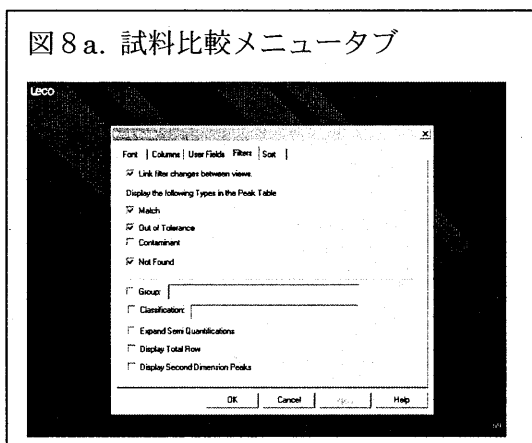 図8a. 試料比較メニュータブ
LECO
Font Columns User Fields Filters Sort
Link filter changes between views.
Display the following Types in the Peak Table
Match
Out of Tolerance
Contaminant
Not Found
Group:
Classification:
Expand Semi Quantifications
Display Total Row
Display Second Dimension Peaks
OK Cancel Help